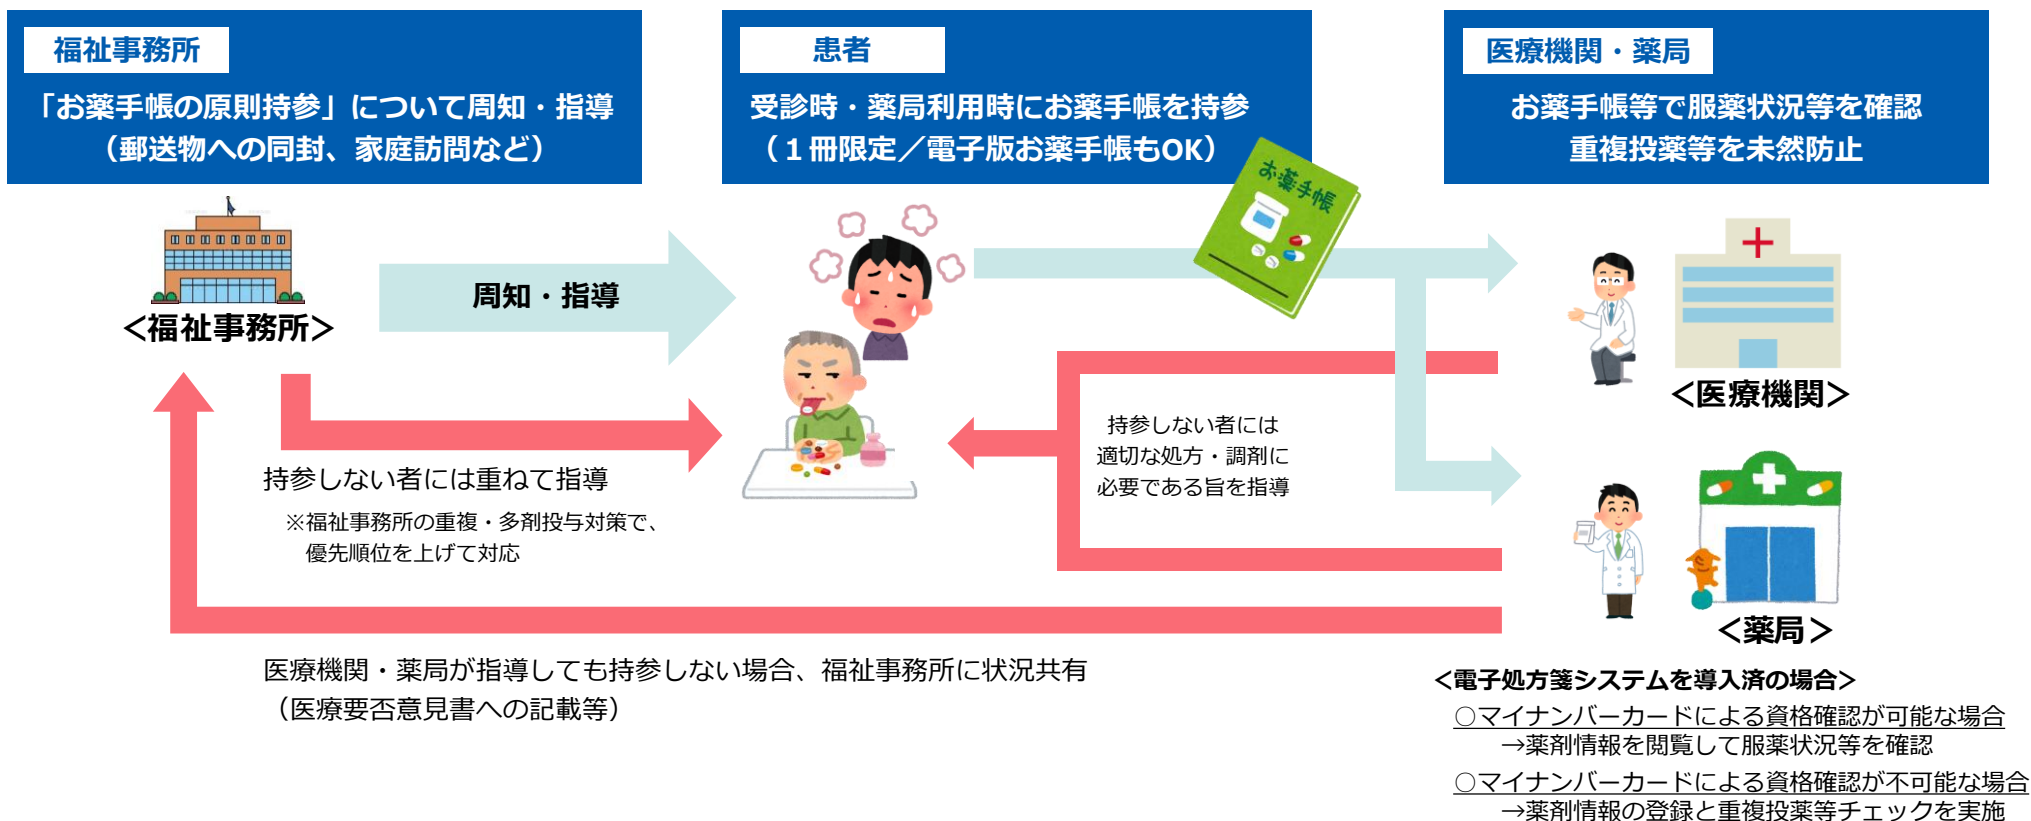 福祉事務所
「お薬手帳の原則持参」について周知・指導
（郵送物への同封、家庭訪問など）
患者
受診時・薬局利用時にお薬手帳を持参
（１冊限定／電子版お薬手帳もOK）
医療機関・薬局
お薬手帳等で服薬状況等を確認
重複投薬等を未然防止
お薬手帳
周知・指導
＜福祉事務所＞
＜医療機関＞
持参しない者には
適切な処方・調剤に
必要である旨を指導
持参しない者には重ねて指導
※福祉事務所の重複・多剤投与対策で、
優先順位を上げて対応
＜薬局＞
医療機関・薬局が指導しても持参しない場合、福祉事務所に状況共有
（医療要否意見書への記載等）
＜電子処方箋システムを導入済の場合＞
○マイナンバーカードによる資格確認が可能な場合
→薬剤情報を閲覧して服薬状況等を確認
○マイナンバーカードによる資格確認が不可能な場合
→薬剤情報の登録と重複投薬等チェックを実施